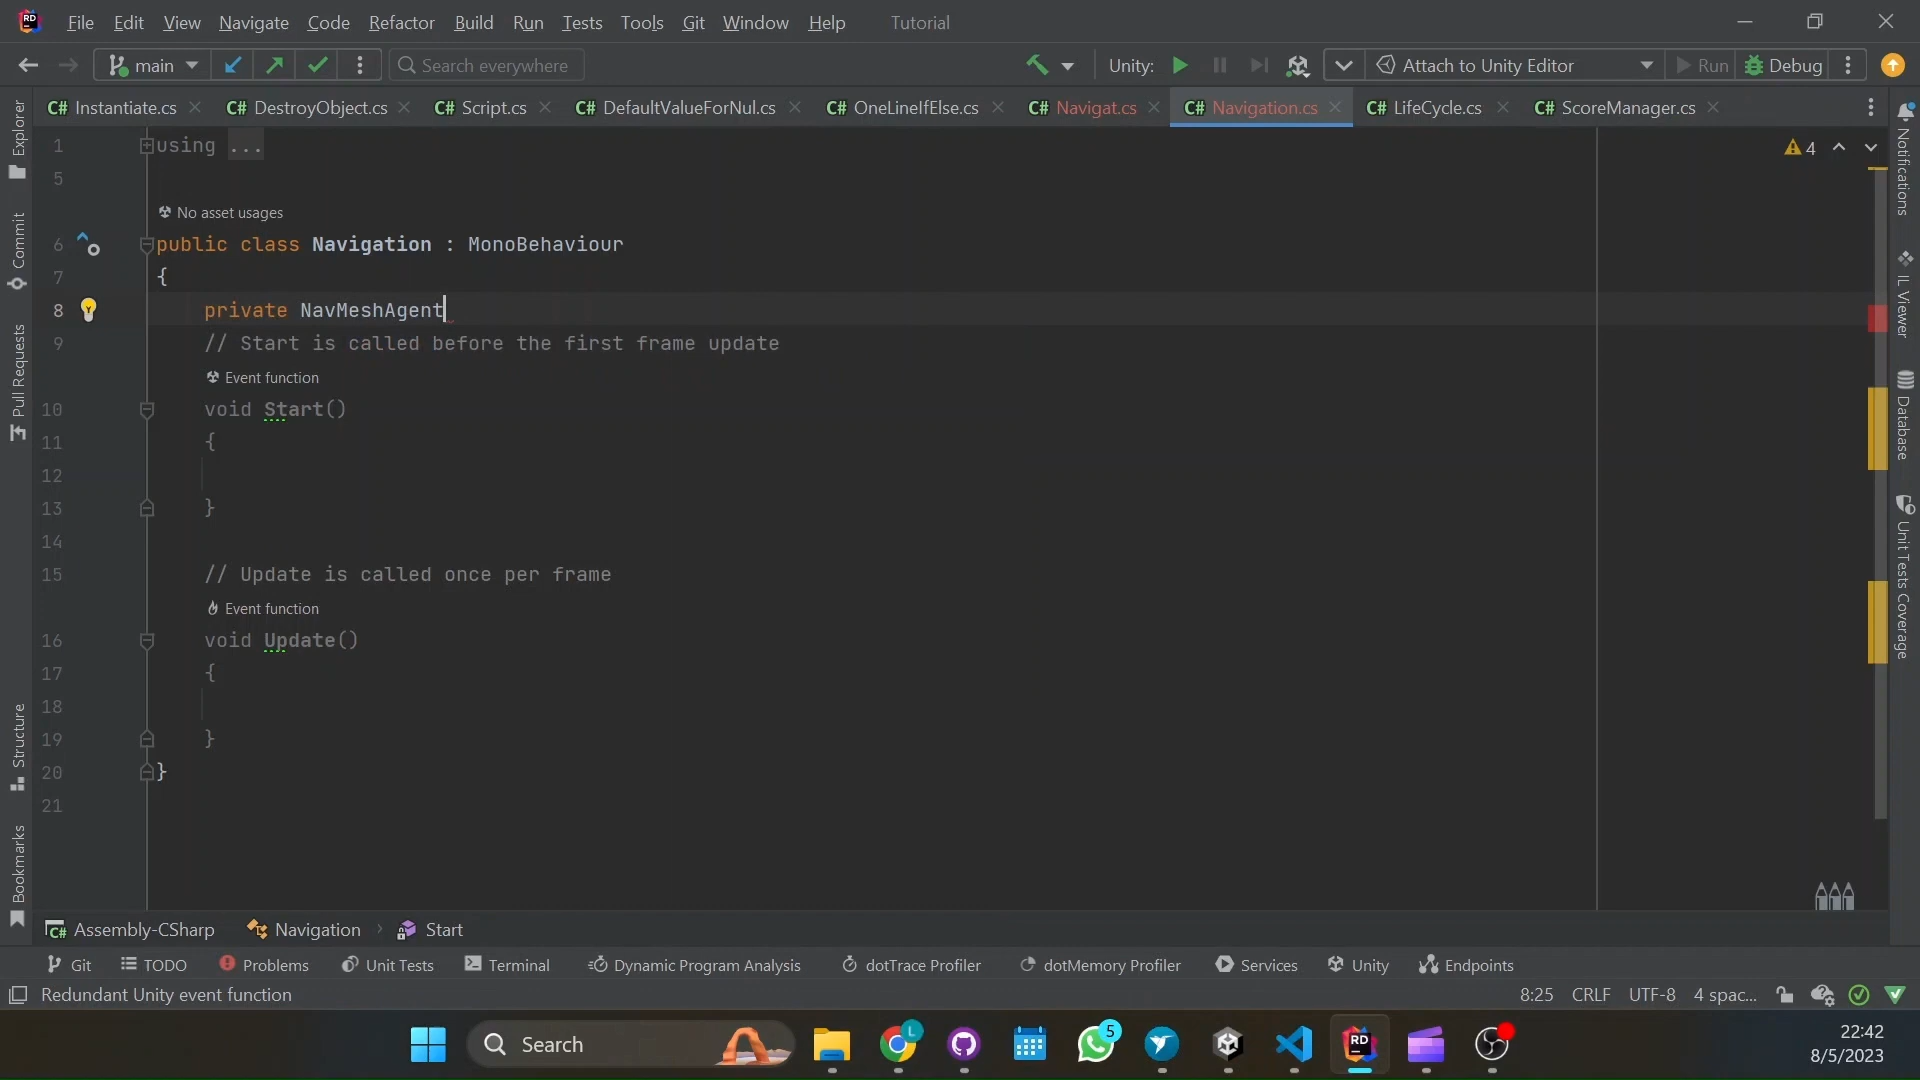 File Edit View Navigate Code Refactor Build Run Tests Tools Git Window Help Tutorial
main Search everywhere Unity: Attach to Unity Editor Run Debug
C# Instantiate.cs C# DestroyObject.cs C# Script.cs C# DefaultValueForNul.cs C# OneLineIfElse.cs C# Navigat.cs C# Navigation.cs C# LifeCycle.cs C# ScoreManager.cs
Explorer
Commit
Pull Requests
Structure
Bookmarks
1 using ...
4
5
No asset usages
6 public class Navigation : MonoBehaviour
7 {
8 private NavMeshAgent
9 // Start is called before the first frame update
Event function
10 void Start()
11 {
12
13 }
14
15 // Update is called once per frame
Event function
16 void Update()
17 {
18
19 }
20 }
21
Notifications
IL Viewer
Database
Unit Tests Coverage
C# Assembly-CSharp Navigation Start
Git TODO Problems Unit Tests Terminal Dynamic Program Analysis dotTrace Profiler dotMemory Profiler Services Unity Endpoints
Redundant Unity event function 8:25 CRLF UTF-8 4 spac...
Search L 5 RD 22:42
8/5/2023